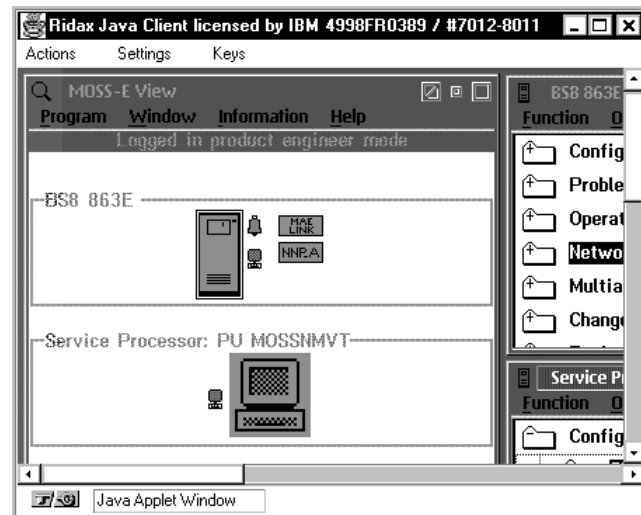 Ridax Java Client licensed by IBM 4998FR0389 / #7012-8011
Actions Settings Keys
MOSS-E View
Program Window Information Help
Logged in product engineer mode
BS8 863E
MAE
LINK
NNP.A
Service Processor: PU MOSSNMVT
BS8 863E
Function O
Config
Proble
Operat
Netwo
Multia
Change
Service P
Function O
Config
Java Applet Window